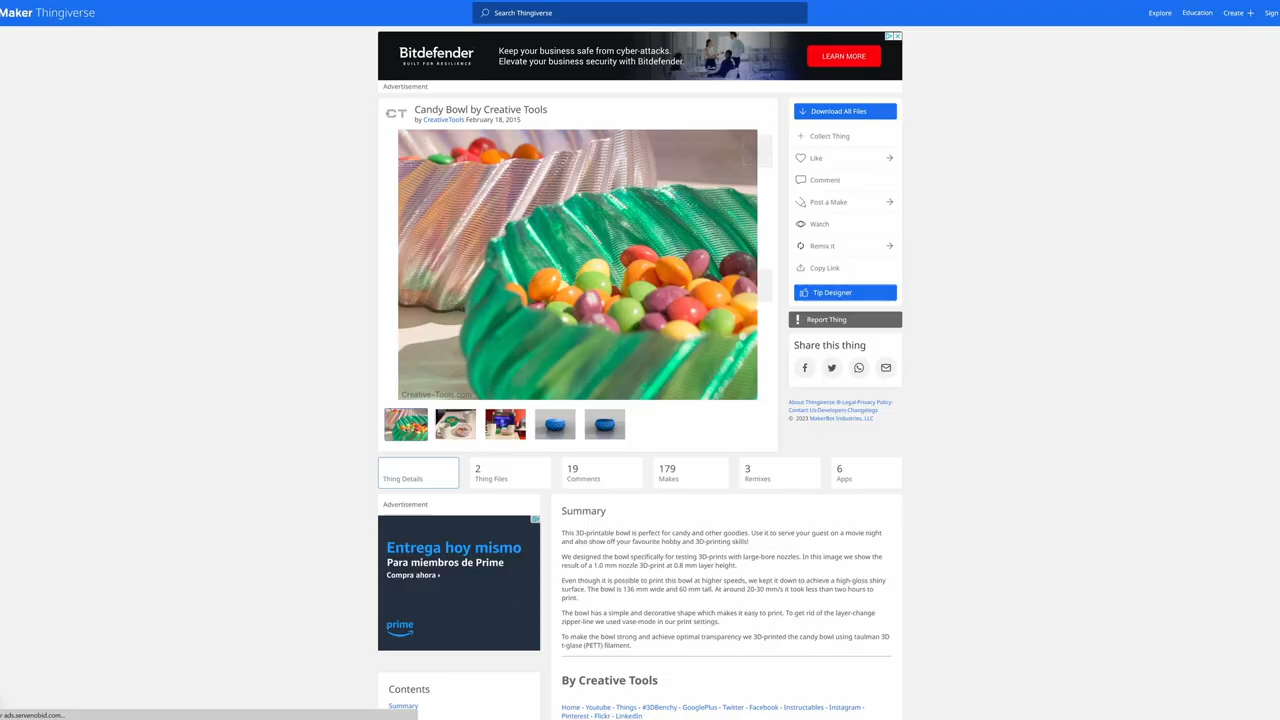 Maker Thingiverse
Search Thingiverse
Explore Education Create + Sign
Bitdefender
BUILT FOR RESILIENCE
Keep your business safe from cyber-attacks.
Elevate your business security with Bitdefender.
LEARN MORE
Advertisement
CT
Candy Bowl by Creative Tools
by CreativeTools February 18, 2015
Creative-Tools.com
Download All Files
Collect Thing
Like
Comment
Post a Make
Watch
Remix it
Copy Link
Tip Designer
Report Thing
Share this thing
About Thingiverse ®·Legal·Privacy Policy·
Contact Us·Developers·Changelogs
© 2023 MakerBot Industries, LLC
Thing Details
2
Thing Files
19
Comments
179
Makes
3
Remixes
6
Apps
Advertisement
Entrega hoy mismo
Para miembros de Prime
Compra ahora ›
prime
Contents
Summary
Summary
This 3D-printable bowl is perfect for candy and other goodies. Use it to serve your guest on a movie night
and also show off your favourite hobby and 3D-printing skills!
We designed the bowl specifically for testing 3D-prints with large-bore nozzles. In this image we show the
result of a 1.0 mm nozzle 3D-print at 0.8 mm layer height.
Even though it is possible to print this bowl at higher speeds, we kept it down to achieve a high-gloss shiny
surface. The bowl is 136 mm wide and 60 mm tall. At around 20-30 mm/s it took less than two hours to
print.
The bowl has a simple and decorative shape which makes it easy to print. To get rid of the layer-change
zipper-line we used vase-mode in our print settings.
To make the bowl strong and achieve optimal transparency we 3D-printed the candy bowl using taulman 3D
t-glase (PETT) filament.
By Creative Tools
Home - Youtube - Things - #3DBenchy - GooglePlus - Twitter - Facebook - Instructables - Instagram -
Pinterest - Flickr - LinkedIn
r ads.servenobid.com...